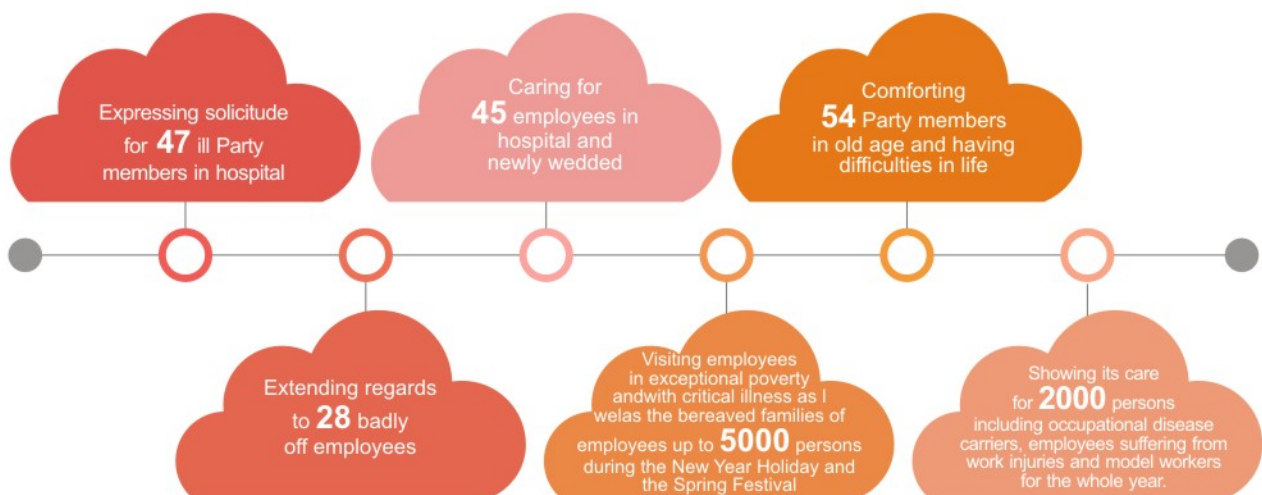 Expressing solicitude
for 47 ill Party
members in hospital
Caring for
45 employees in
hospital and
newly wedded
Comforting
54 Party members
in old age and having
difficulties in life
Extending regards
to 28 badly
off employees
Visiting employees
in exceptional poverty
andwith critical illness as l
welas the bereaved families of
employees up to 5000 persons
during the New Year Holiday and
the Spring Festival
Showing its care
for 2000 persons
including occupational disease
carriers, employees suffering from
work injuries and model workers
for the whole year.